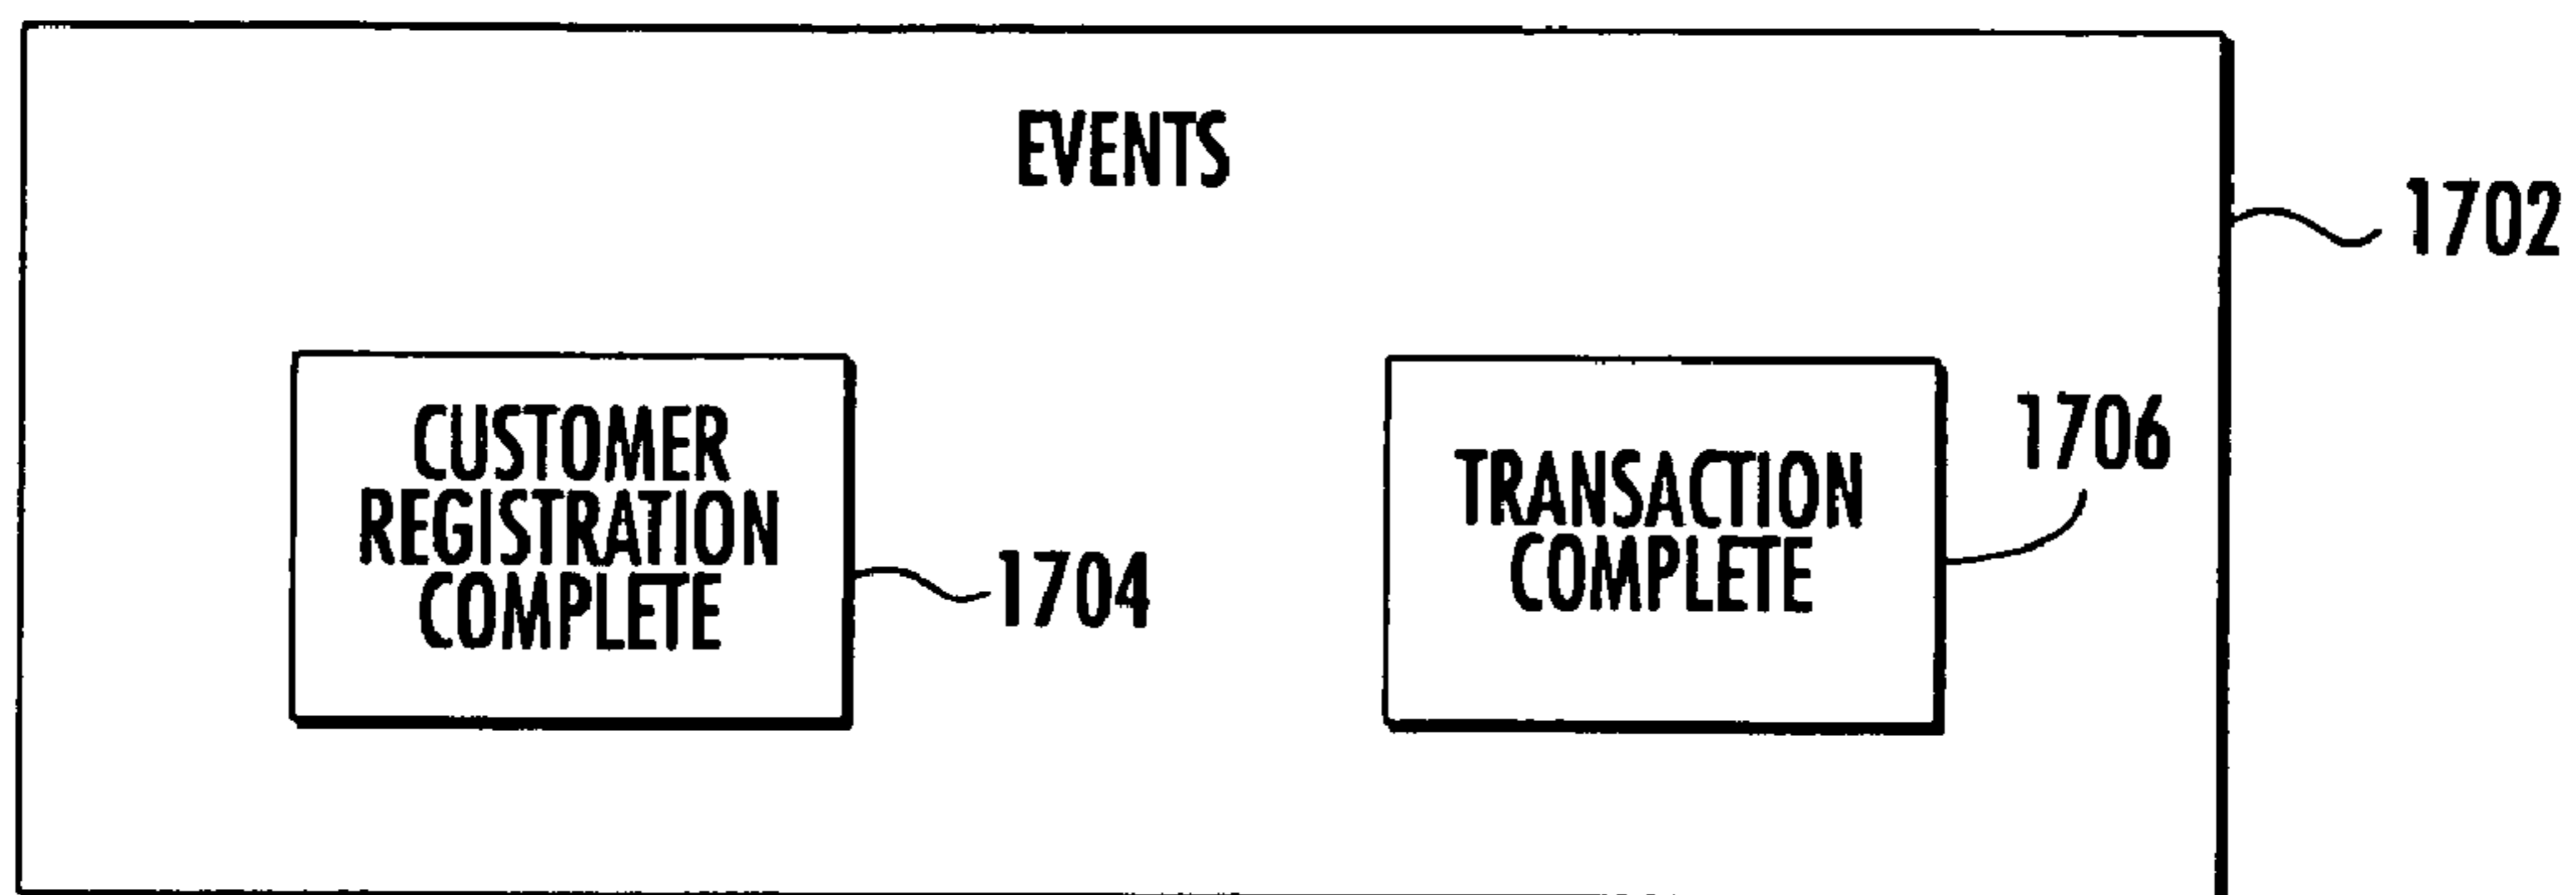 EVENTS
1702
CUSTOMER
REGISTRATION
COMPLETE
1704
TRANSACTION
COMPLETE
1706